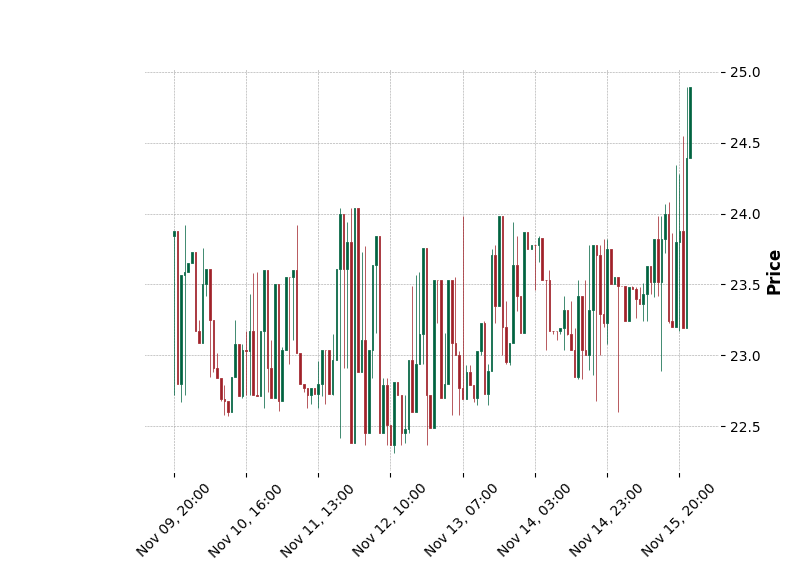 25.0
24.5
24.0
23.5
23.0
22.5
Price
Nov 09, 20:00
Nov 10, 16:00
Nov 11, 13:00
Nov 12, 10:00
Nov 13, 07:00
Nov 14, 03:00
Nov 14, 23:00
Nov 15, 20:00